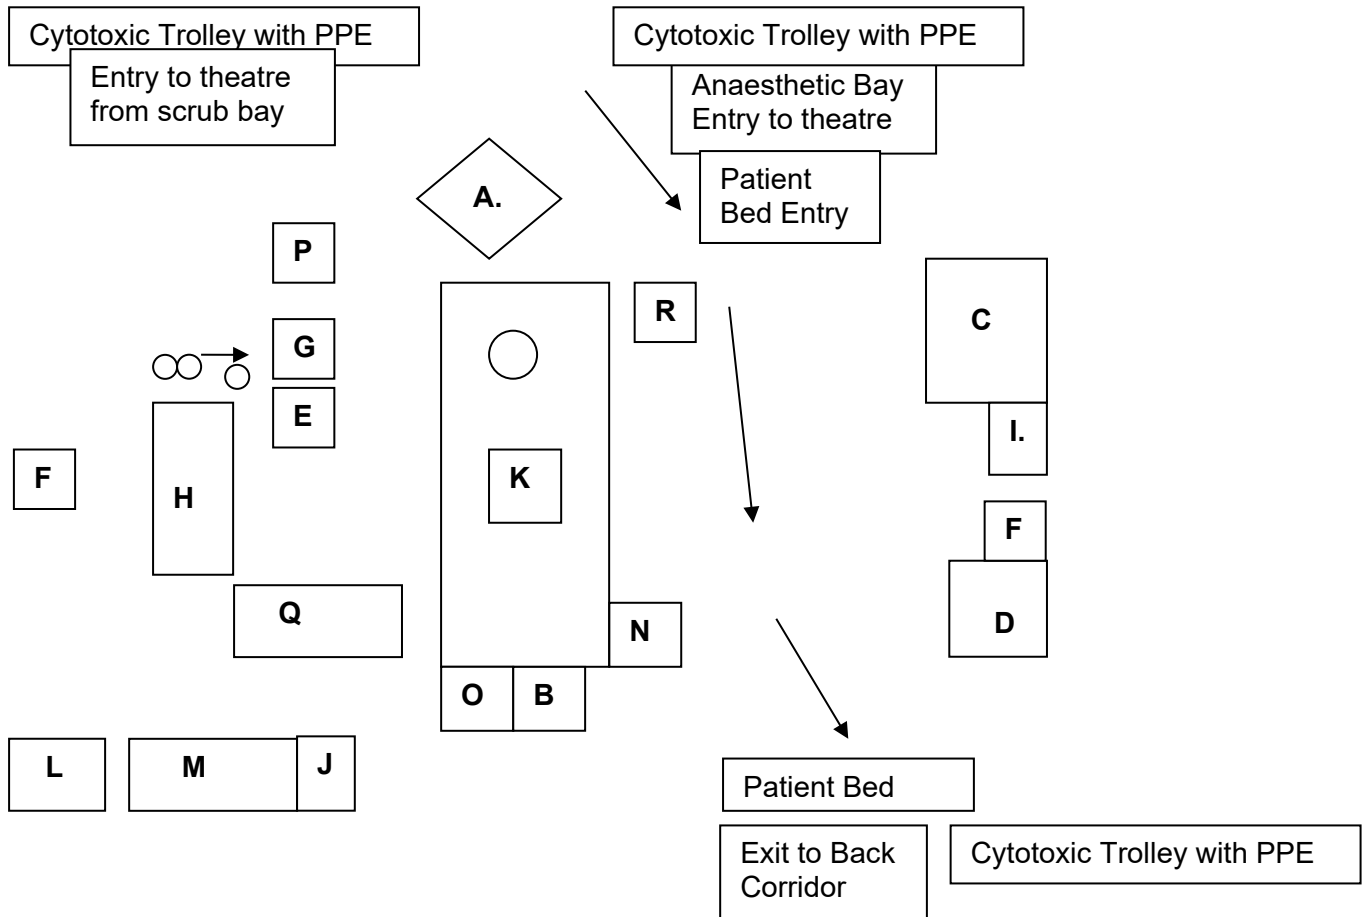 Cytotoxic Trolley with PPE
Cytotoxic Trolley with PPE
Entry to theatre
from scrub bay
Anaesthetic Bay
Entry to theatre
Patient
Bed Entry
A.
P
R
C
G
E
I.
F
H
K
F
Q
N
D
O
B
L
M
J
Patient Bed
Exit to Back
Corridor
Cytotoxic Trolley with PPE